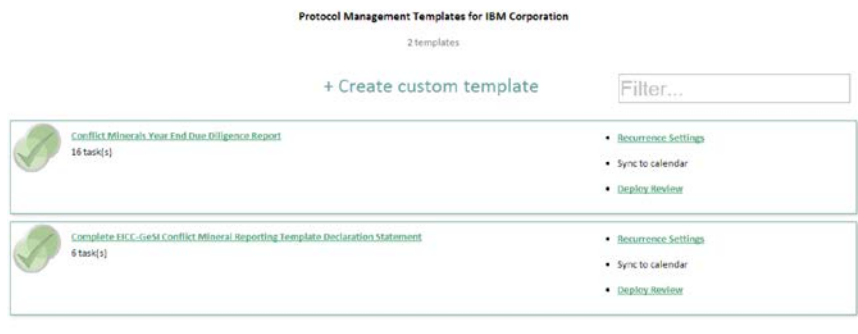 Protocol Management Templates for IBM Corporation
2 templates
+ Create custom template
Filter...
Conflict Minerals Year End Due Diligence Report
16 task(s)
Recurrence Settings
Sync to calendar
Deploy Review
Complete EICC-GeSI Conflict Mineral Reporting Template Declaration Statement
6 task(s)
Recurrence Settings
Sync to calendar
Deploy Review